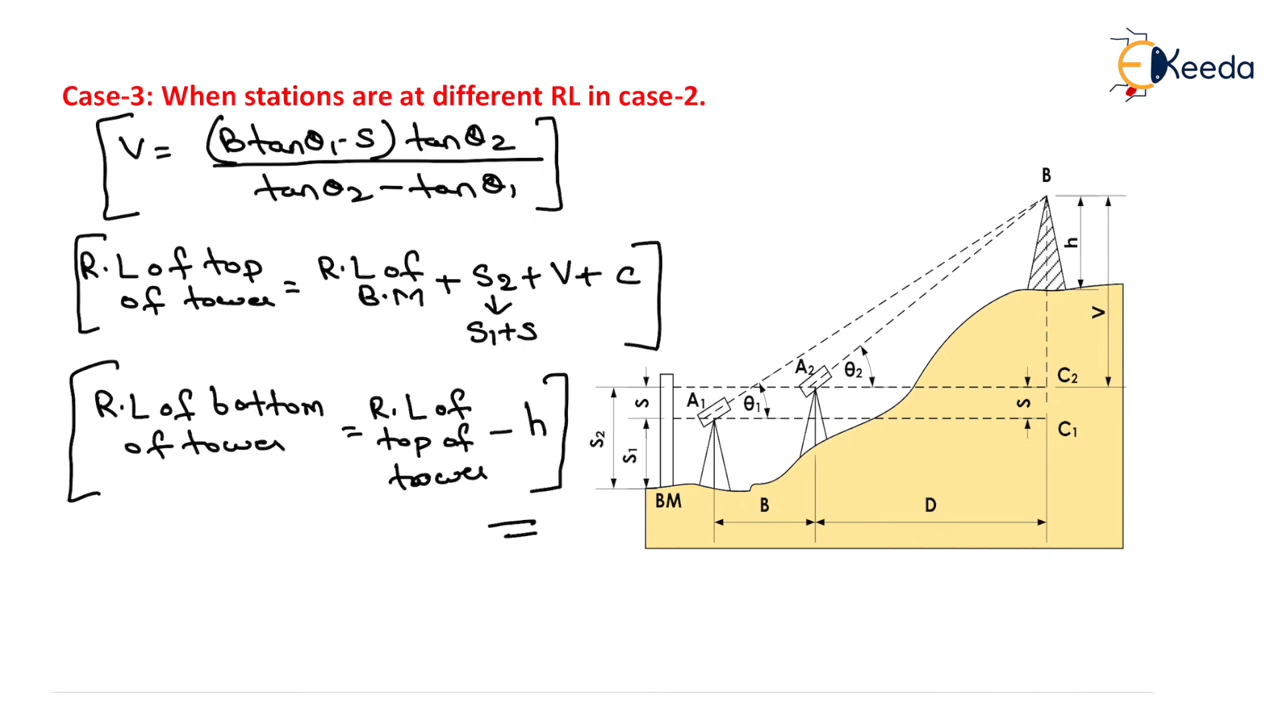 EKeeda
Case-3: When stations are at different RL in case-2.
V = (Btanθ1-S) tanθ2
tanθ2 - tanθ1
R.L of top of tower = R.L of B.M + S2 + V + C
S1+S
R.L of bottom of tower = R.L of top of tower - h
B
h
V
A2
θ2
C2
S
A1
θ1
S
C1
S2
S1
BM
B
D